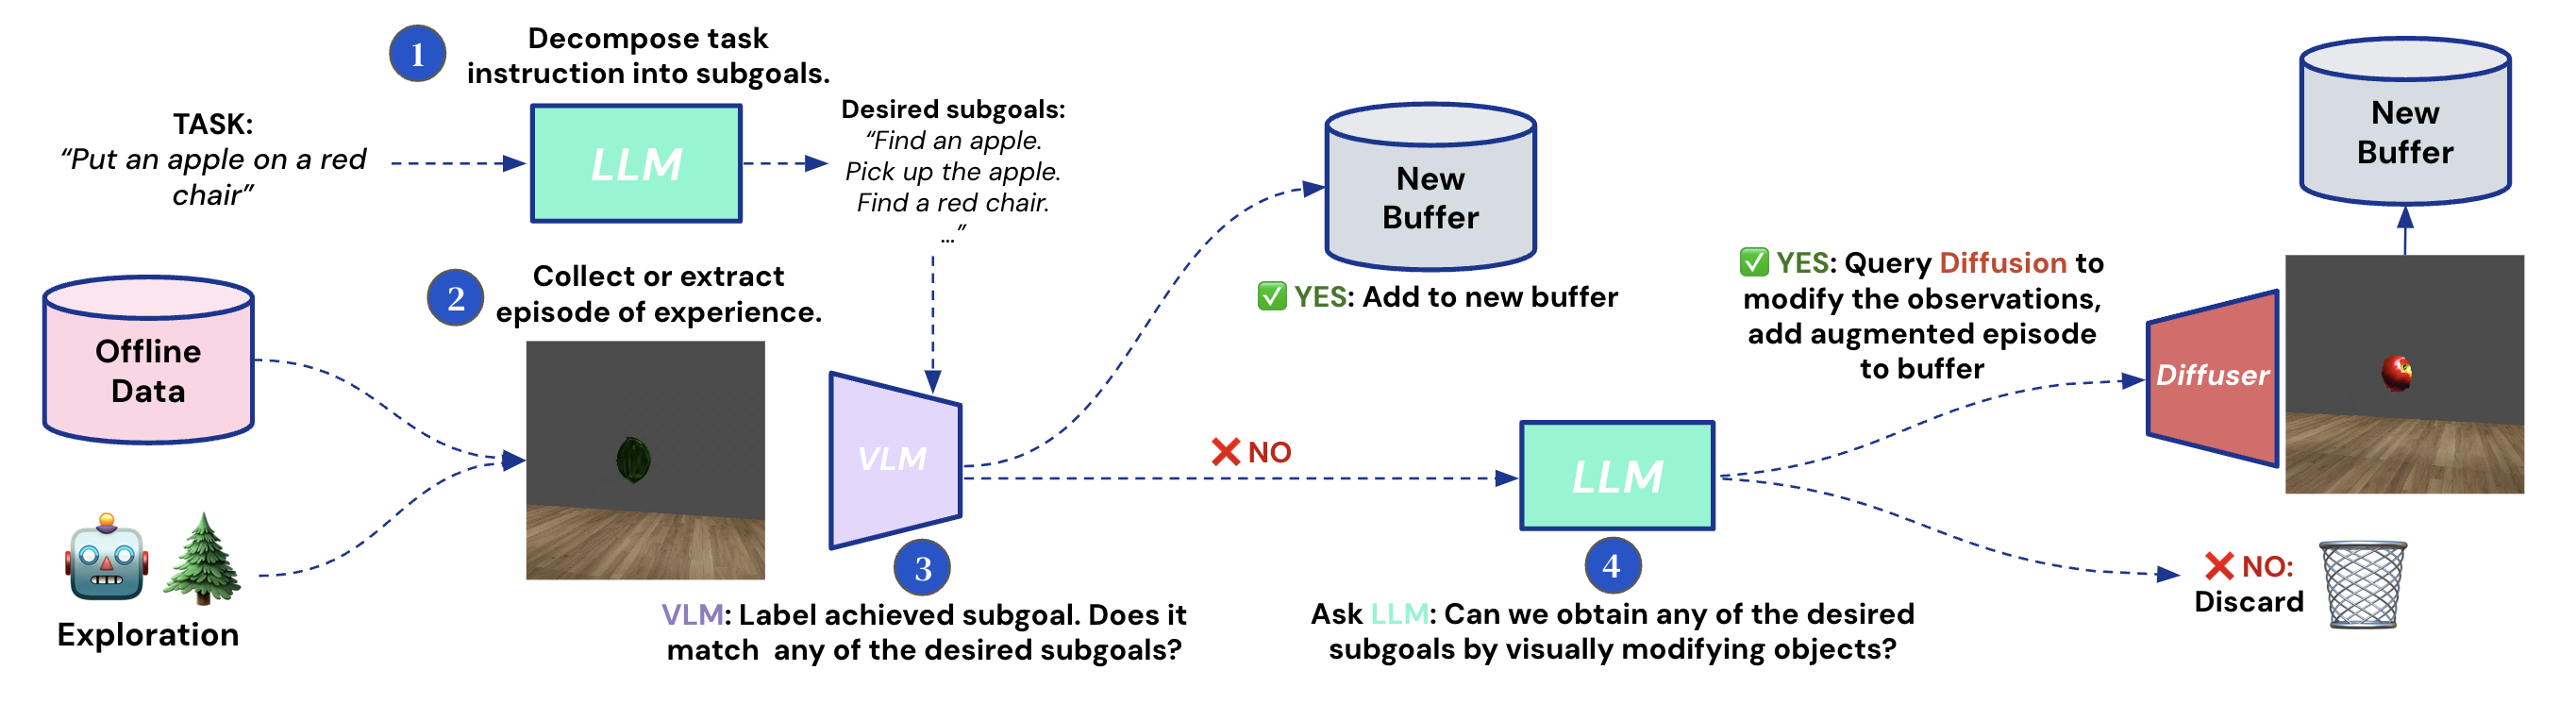 1
Decompose task
instruction into subgoals.
TASK:
“Put an apple on a red
chair”
LLM
Desired subgoals:
“Find an apple.
Pick up the apple.
Find a red chair.
...”
Offline
Data
Exploration
2
Collect or extract
episode of experience.
VLM
3
VLM: Label achieved subgoal. Does it
match any of the desired subgoals?
New
Buffer
✅ YES: Add to new buffer
❌ NO
LLM
4
Ask LLM: Can we obtain any of the desired
subgoals by visually modifying objects?
✅ YES: Query Diffusion to
modify the observations,
add augmented episode
to buffer
Diffuser
New
Buffer
❌ NO:
Discard